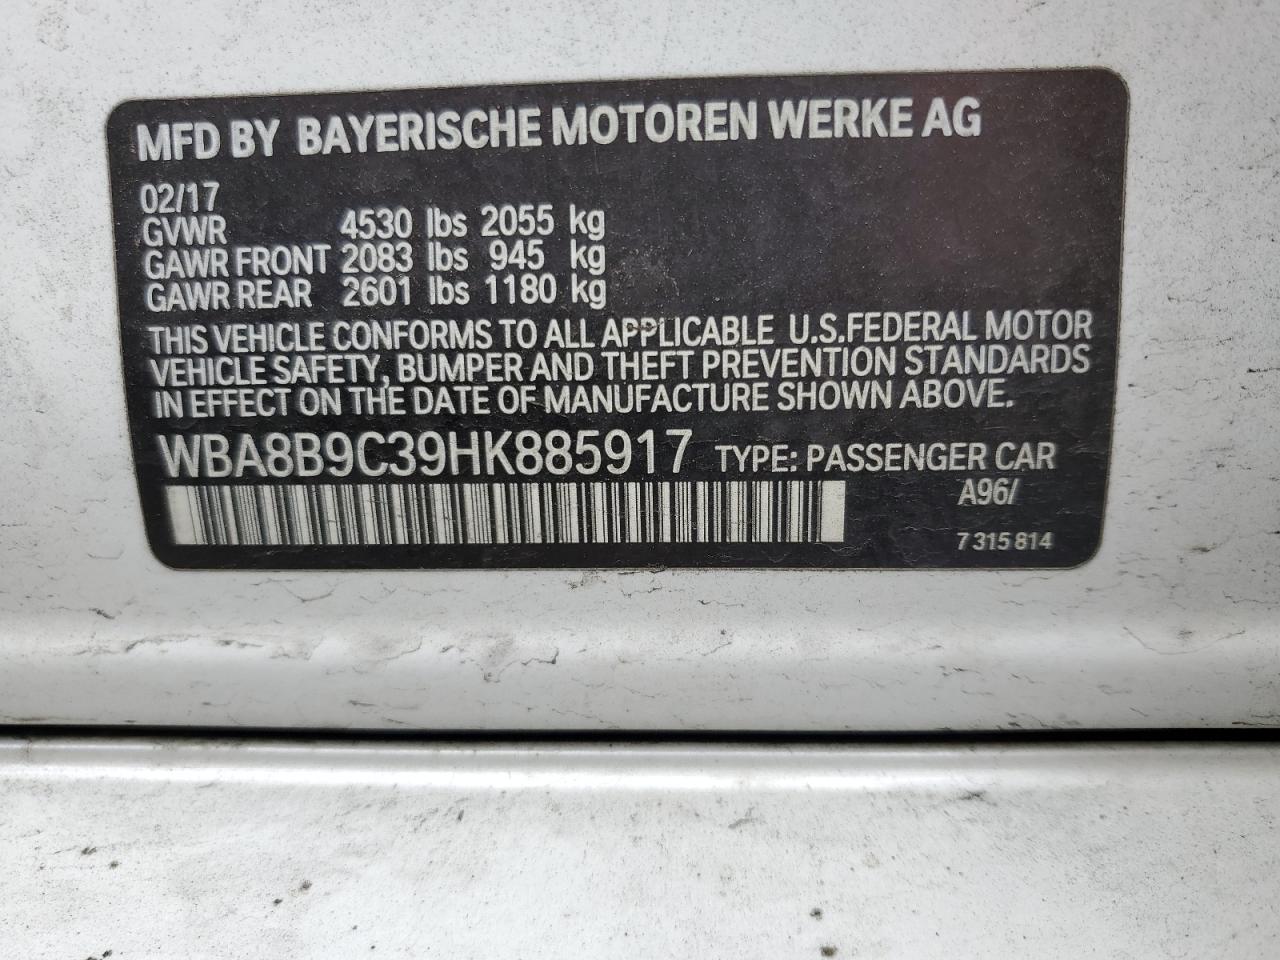 MFD BY BAYERISCHE MOTOREN WERKE AG
02/17
GVWR 4530 lbs 2055 kg
GAWR FRONT 2083 lbs 945 kg
GAWR REAR 2601 lbs 1180 kg
THIS VEHICLE CONFORMS TO ALL APPLICABLE U.S.FEDERAL MOTOR
VEHICLE SAFETY, BUMPER AND THEFT PREVENTION STANDARDS
IN EFFECT ON THE DATE OF MANUFACTURE SHOWN ABOVE.
WBA8B9C39HK885917 TYPE: PASSENGER CAR
A96/
7 315 814